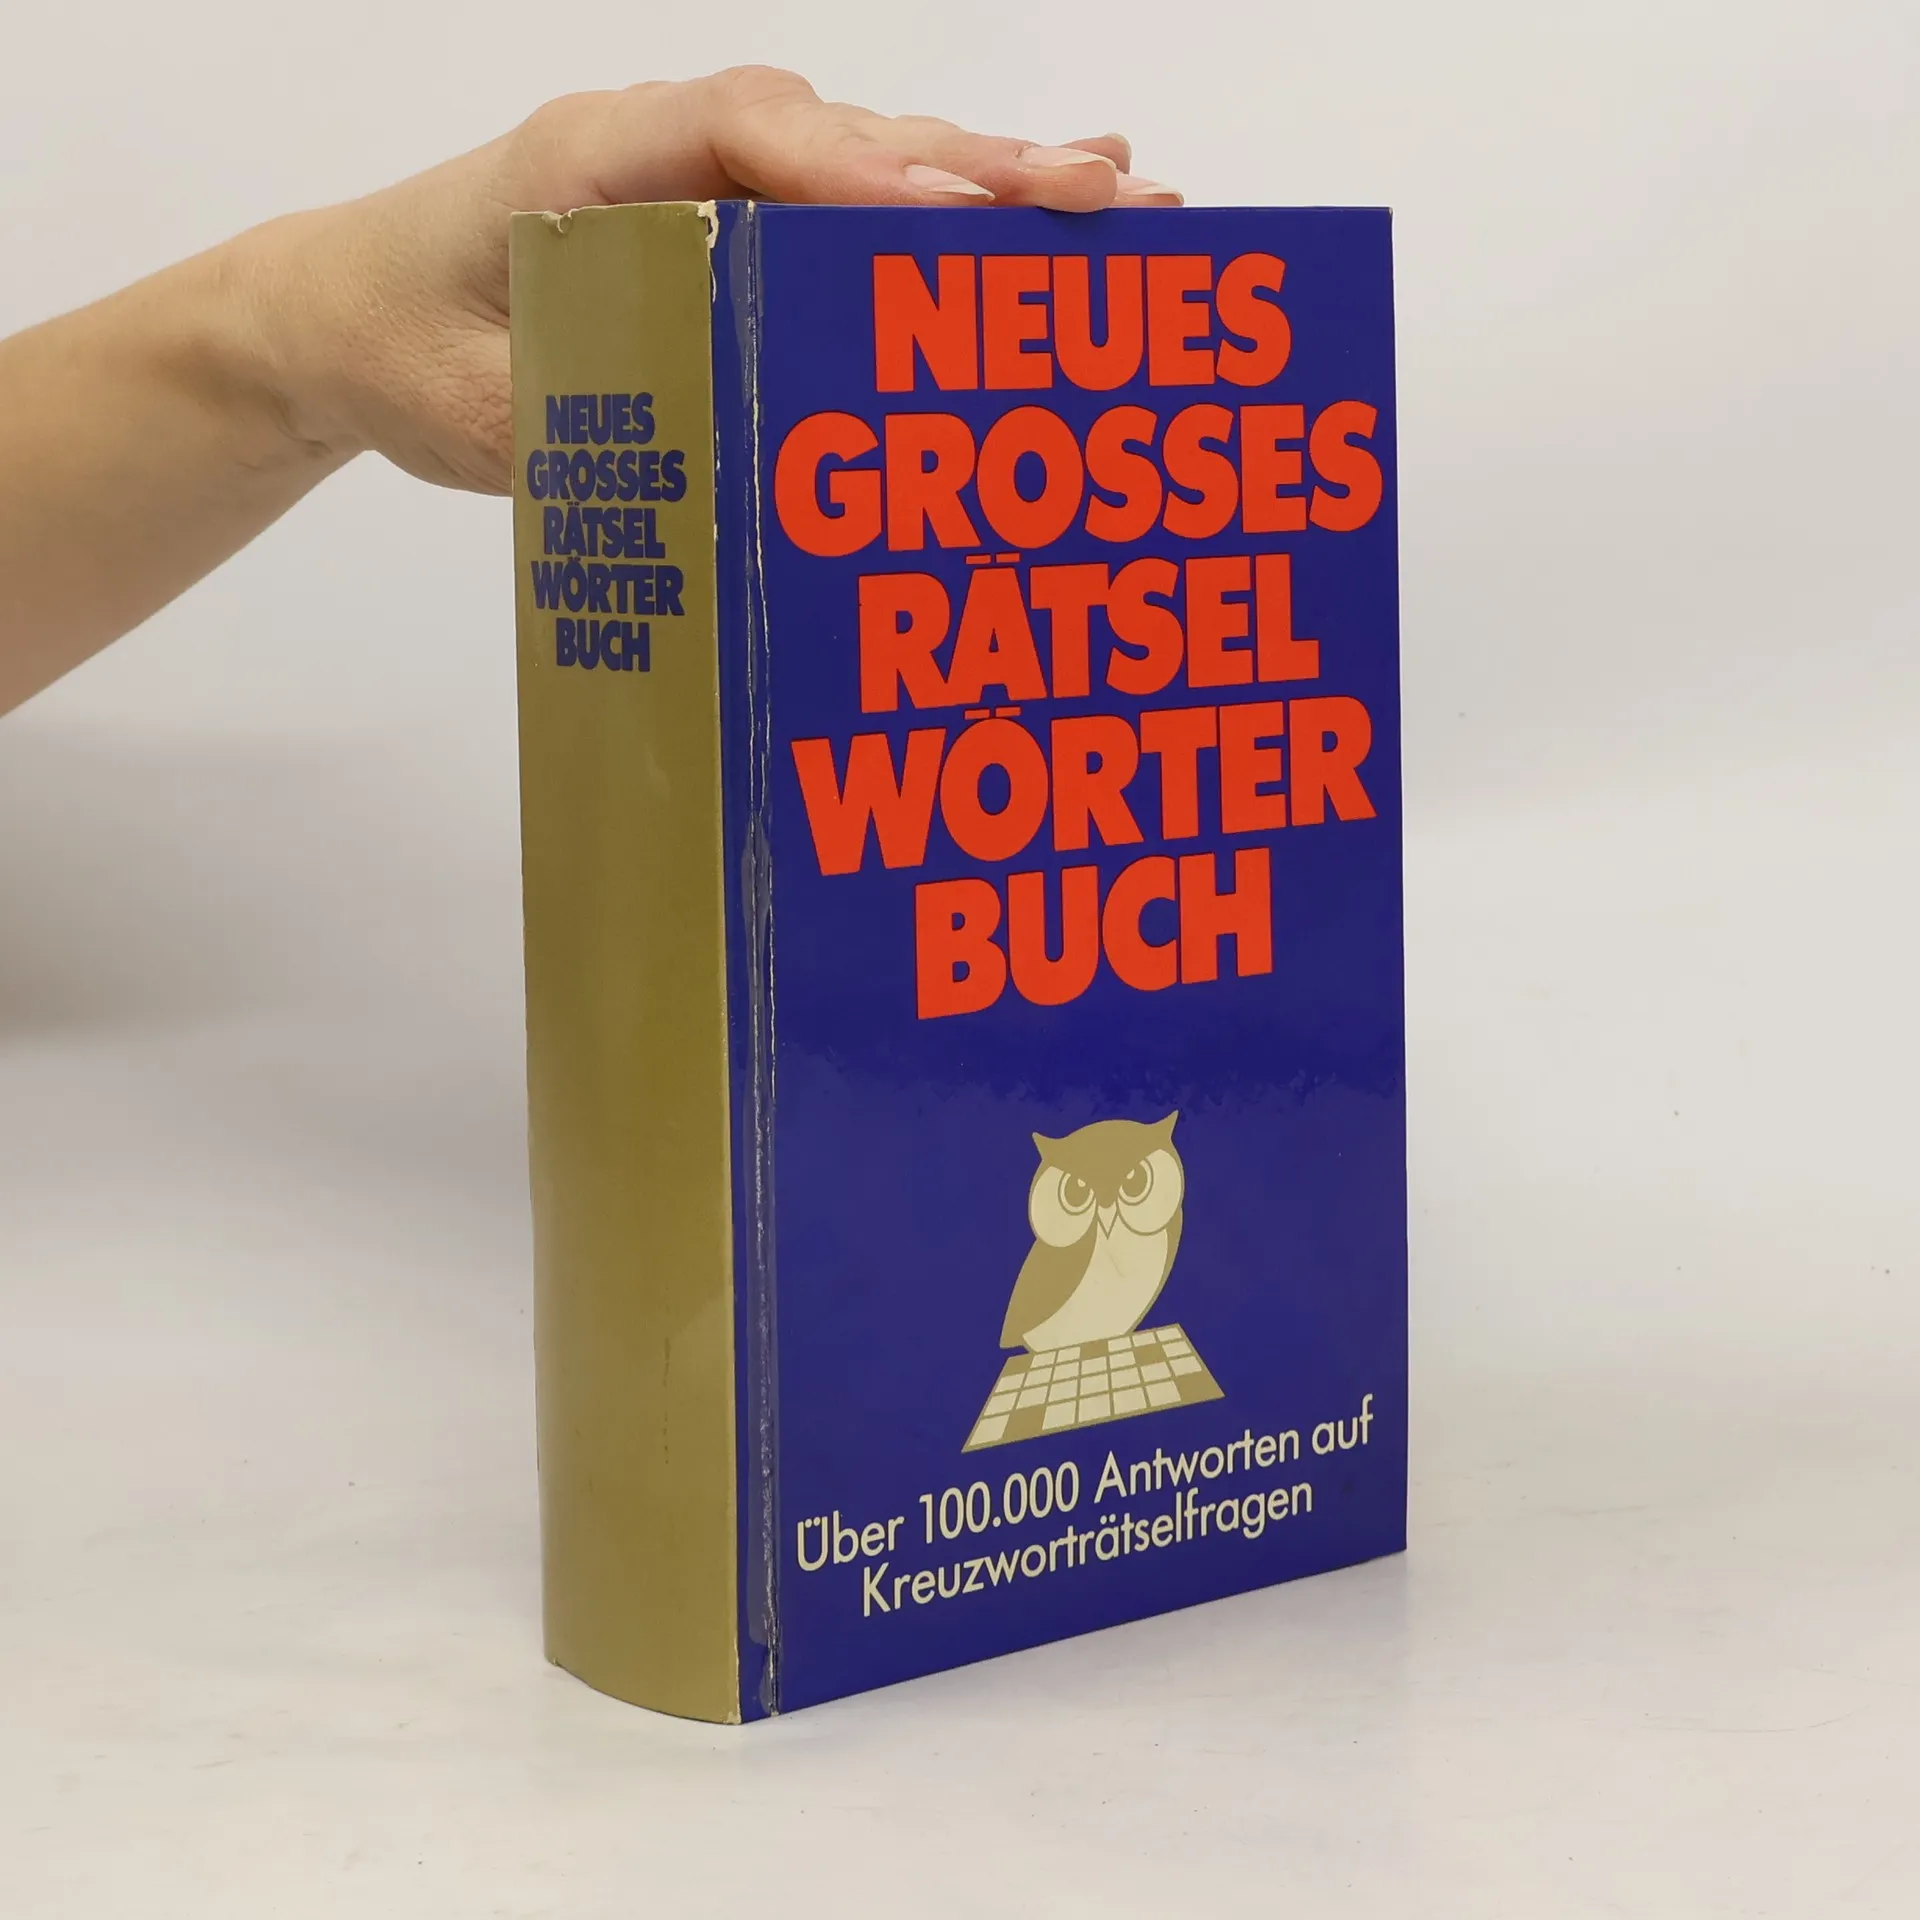 NEUES
GROSSES
RÄTSEL
WÖRTER
BUCH
NEUES
GROSSES
RÄTSEL
WÖRTER
BUCH
Über 100.000 Antworten auf
Kreuzworträtselfragen